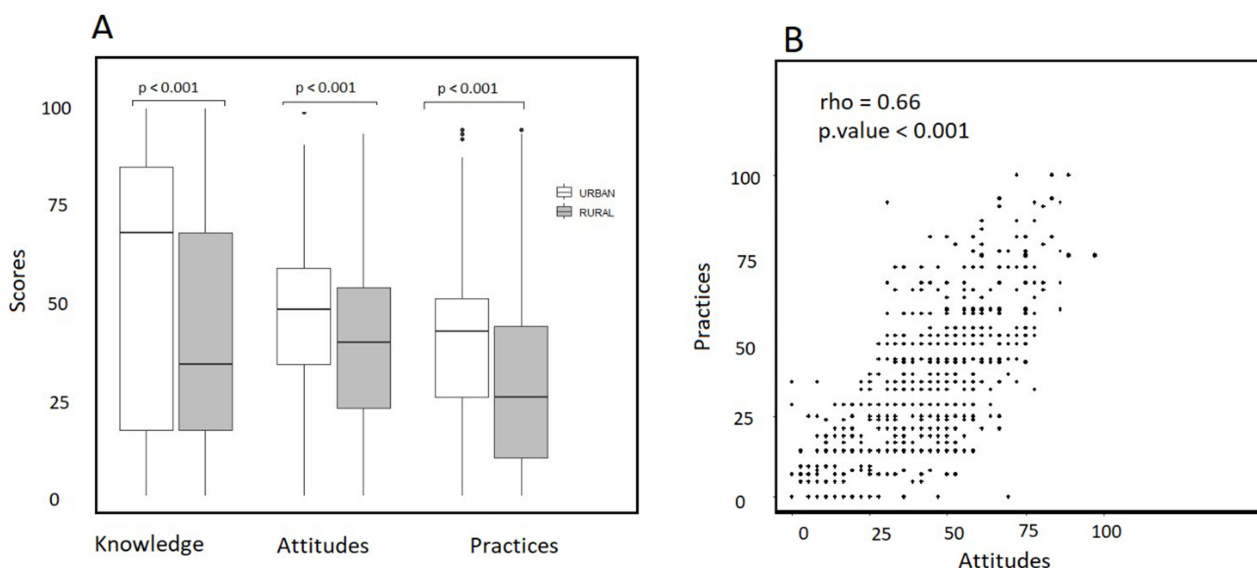 A
p < 0.001
p < 0.001
p < 0.001
100
75
50
25
0
Scores
URBAN
RURAL
Knowledge
Attitudes
Practices
B
rho = 0.66
p.value < 0.001
100
75
50
25
0
Practices
0
25
50
75
100
Attitudes